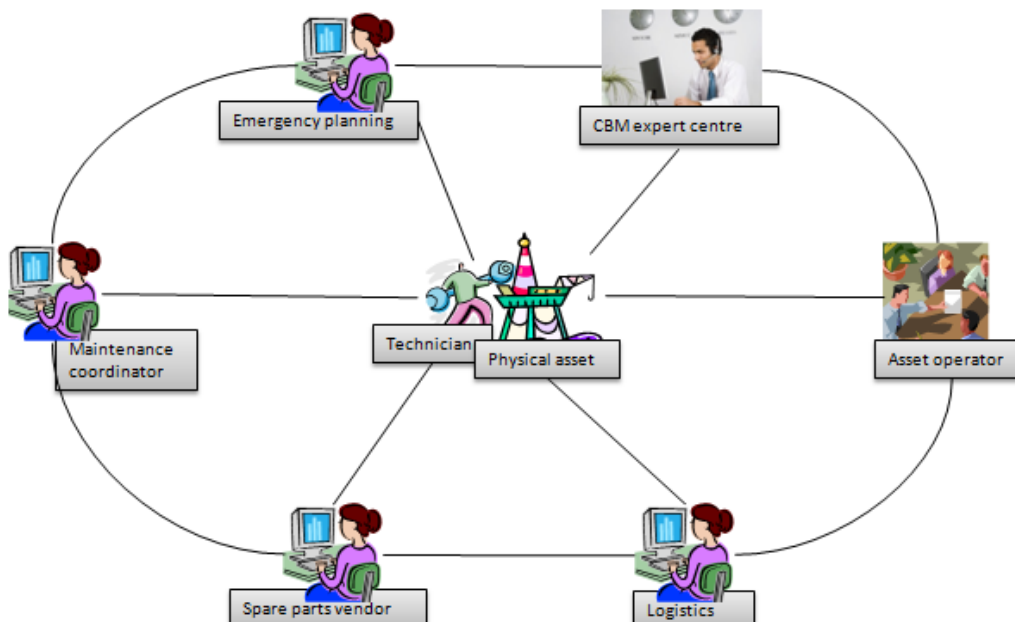 Emergency planning
CBM expert centre
Maintenance
coordinator
Technician
Physical asset
Asset operator
Spare parts vendor
Logistics